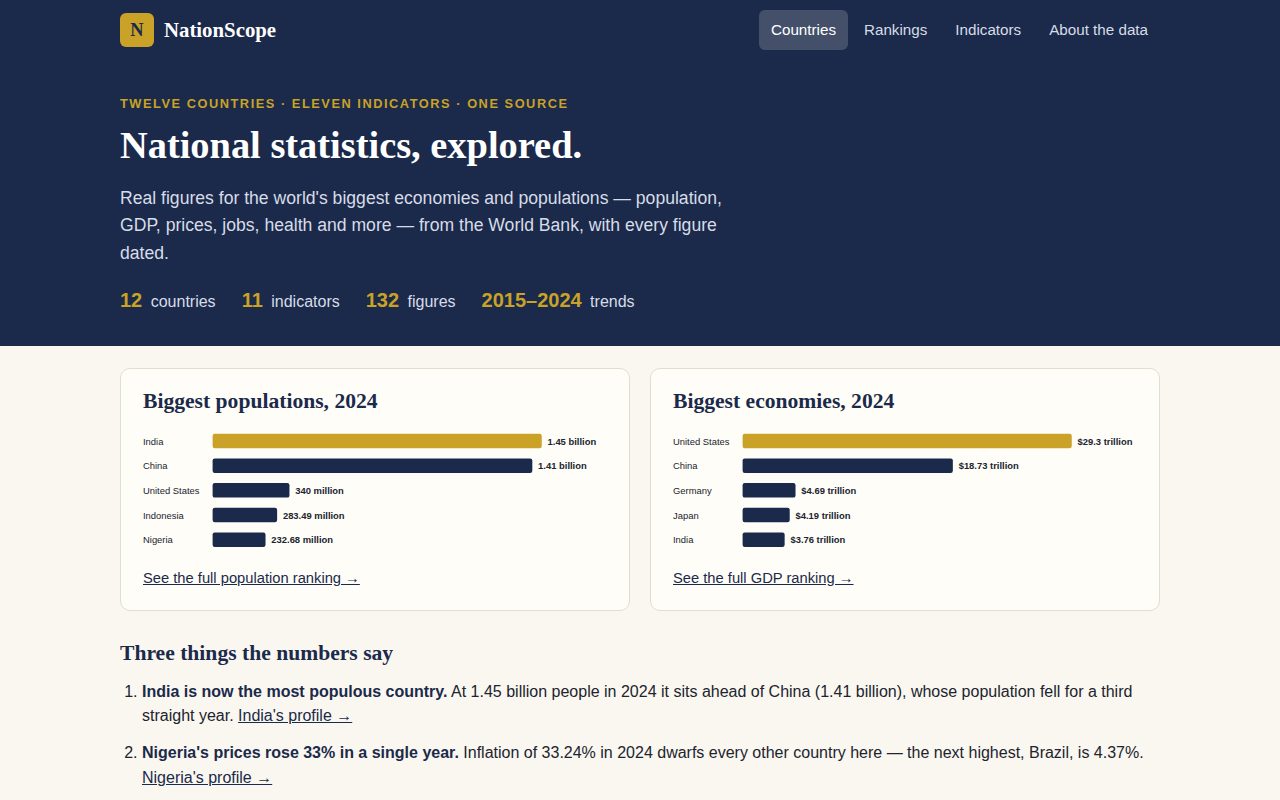 N NationScope
Countries Rankings Indicators About the data
TWELVE COUNTRIES · ELEVEN INDICATORS · ONE SOURCE
National statistics, explored.
Real figures for the world's biggest economies and populations — population,
GDP, prices, jobs, health and more — from the World Bank, with every figure
dated.
12 countries 11 indicators 132 figures 2015–2024 trends
Biggest populations, 2024
India 1.45 billion
China 1.41 billion
United States 340 million
Indonesia 283.49 million
Nigeria 232.68 million
See the full population ranking →
Biggest economies, 2024
United States $29.3 trillion
China $18.73 trillion
Germany $4.69 trillion
Japan $4.19 trillion
India $3.76 trillion
See the full GDP ranking →
Three things the numbers say
1. India is now the most populous country. At 1.45 billion people in 2024 it sits ahead of China (1.41 billion), whose population fell for a third
straight year. India's profile →
2. Nigeria's prices rose 33% in a single year. Inflation of 33.24% in 2024 dwarfs every other country here — the next highest, Brazil, is 4.37%.
Nigeria's profile →